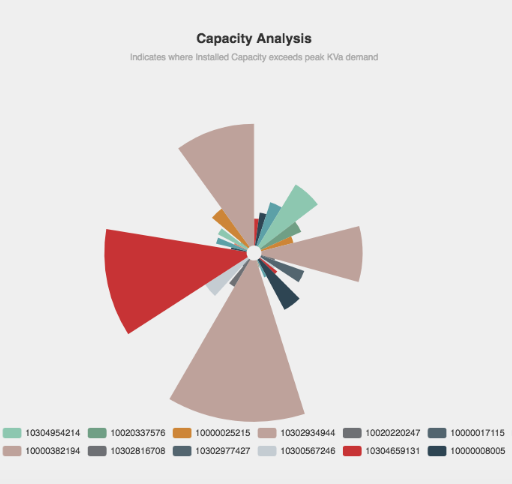 Capacity Analysis
Indicates where Installed Capacity exceeds peak KVa demand
10304954214 10020337576 10000025215 10302934944 10020220247 10000017115
10000382194 10302816708 10302977427 10300567246 10304659131 10000008005